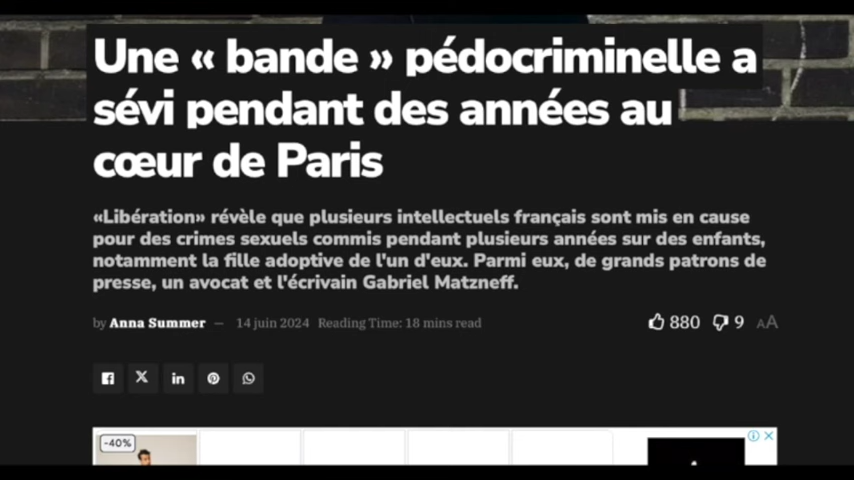 Une « bande » pédocriminelle a
sévi pendant des années au
cœur de Paris
«Libération» révèle que plusieurs intellectuels français sont mis en cause
pour des crimes sexuels commis pendant plusieurs années sur des enfants,
notamment la fille adoptive de l'un d'eux. Parmi eux, de grands patrons de
presse, un avocat et l'écrivain Gabriel Matzneff.
by Anna Summer — 14 juin 2024 Reading Time: 18 mins read 880 9 AA
-40%